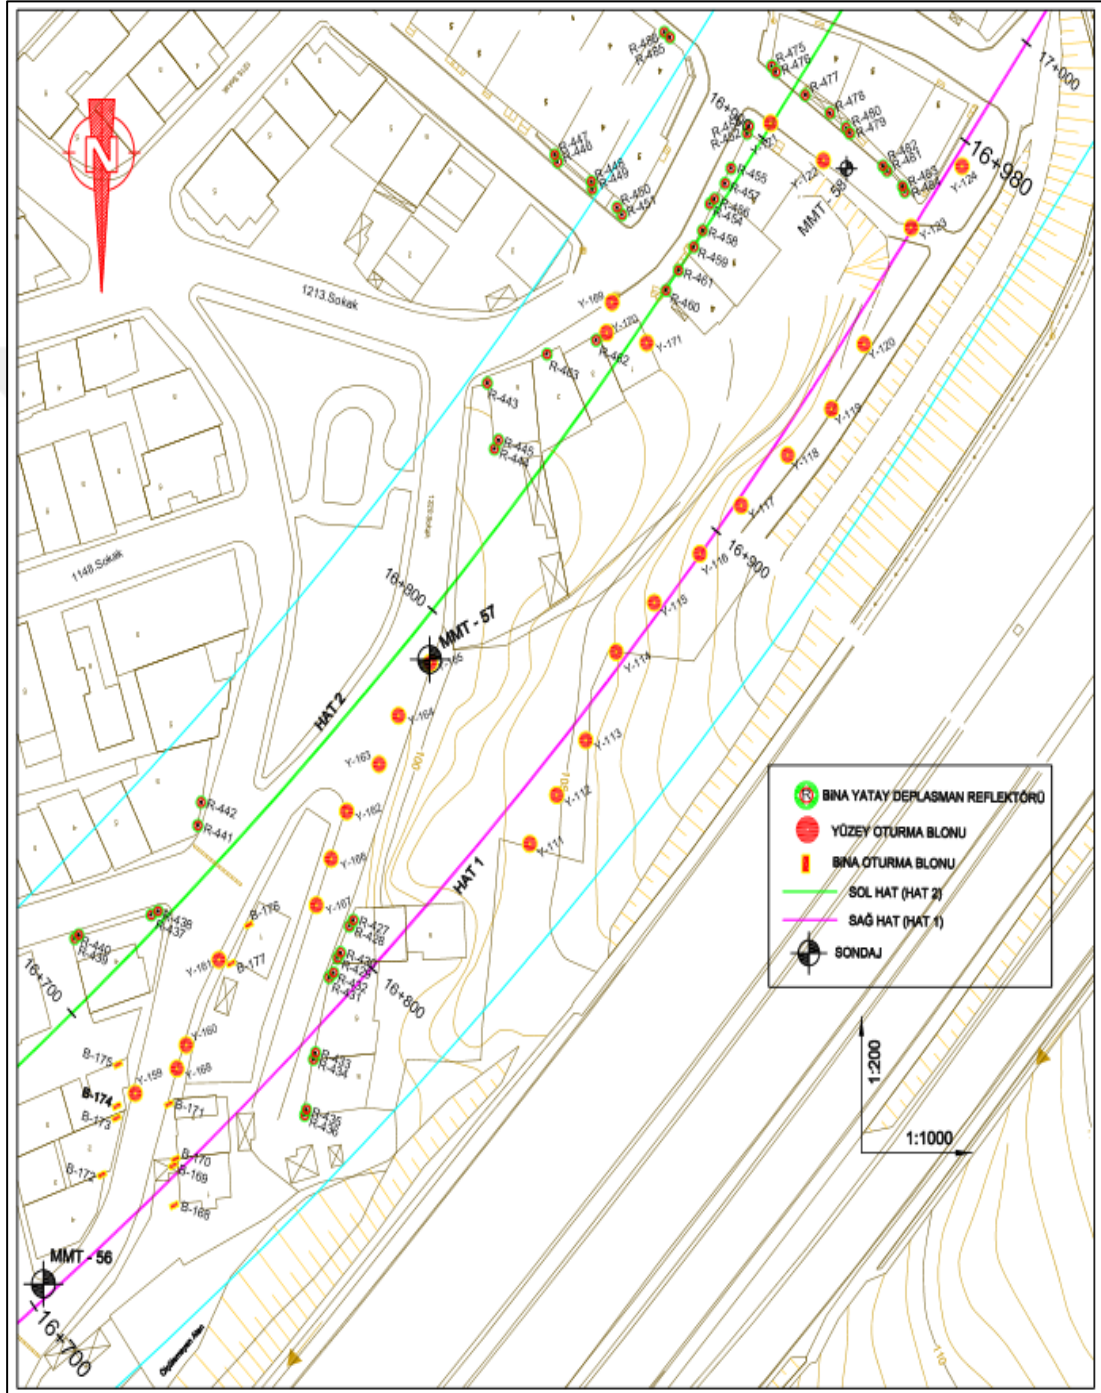 R-486
R-485
R-475
R-476
R-477
R-478
R-480
R-479
R-482
R-481
R-483
17+000
16+980
Y-124
Y-123
Y-122
MMT - 58
Y-121
1216.Sokak
R-447
R-448
R-449
R-451
R-455
R-457
R-454
R-458
R-459
R-461
R-460
N
1213.Sokak
Y-169
Y-170
Y-171
R-462
R-463
R-443
R-445
R-444
Y-120
Y-119
Y-118
Y-117
16+900
Y-116
Y-115
Y-114
Y-113
Y-112
Y-111
1148.Sokak
16+800
MMT - 57
Y-165
Y-164
Y-163
Y-162
Y-166
Y-167
100
HAT 2
HAT 1
R-442
R-441
R BİNA YATAY DEPLASMAN REFLEKTÖRÜ
YÜZEY OTURMA BLONU
BİNA OTURMA BLONU
SOL HAT (HAT 2)
SAĞ HAT (HAT 1)
SONDAJ
R-438
R-437
R-440
R-439
B-176
B-177
Y-161
R-427
R-428
R-432
R-431
16+800
16+700
R-433
R-434
R-435
R-436
Y-160
Y-168
Y-159
B-175
B-174
B-173
B-171
B-172
B-170
B-169
B-168
MMT - 56
16+700
1:200
1:1000
110